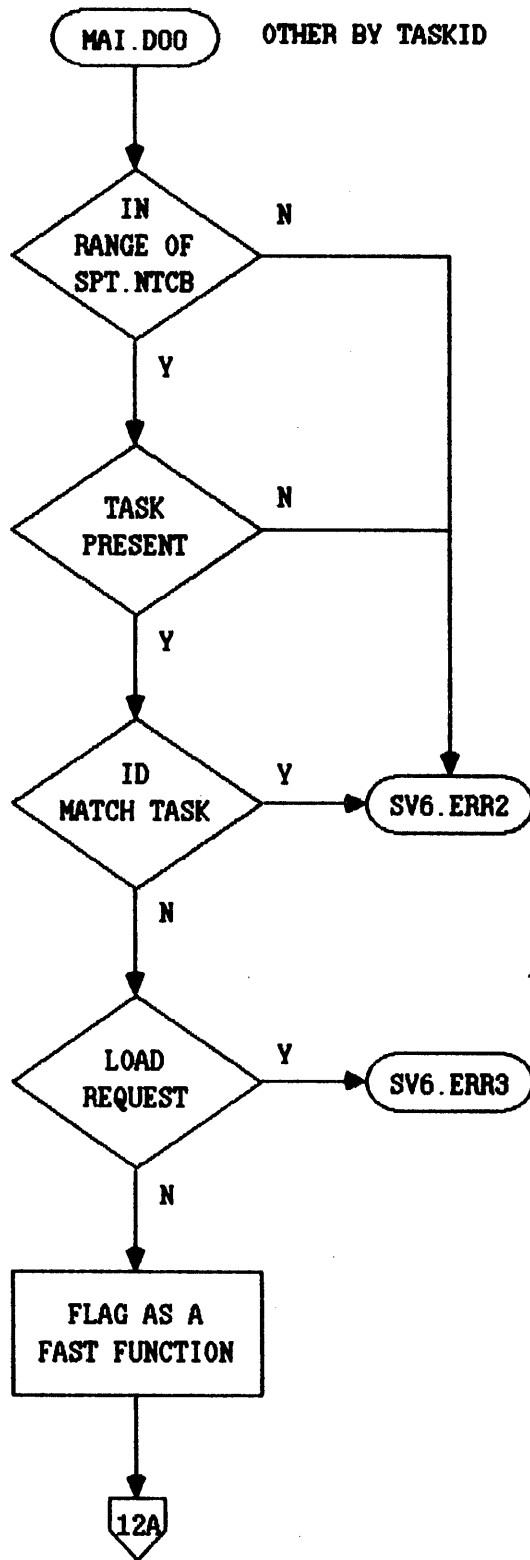 MAI.DOO OTHER BY TASKID
IN
RANGE OF
SPT.NTCB
N
Y
TASK
PRESENT
N
Y
ID
MATCH TASK
Y
SV6.ERR2
N
LOAD
REQUEST
Y
SV6.ERR3
N
FLAG AS A
FAST FUNCTION
12A